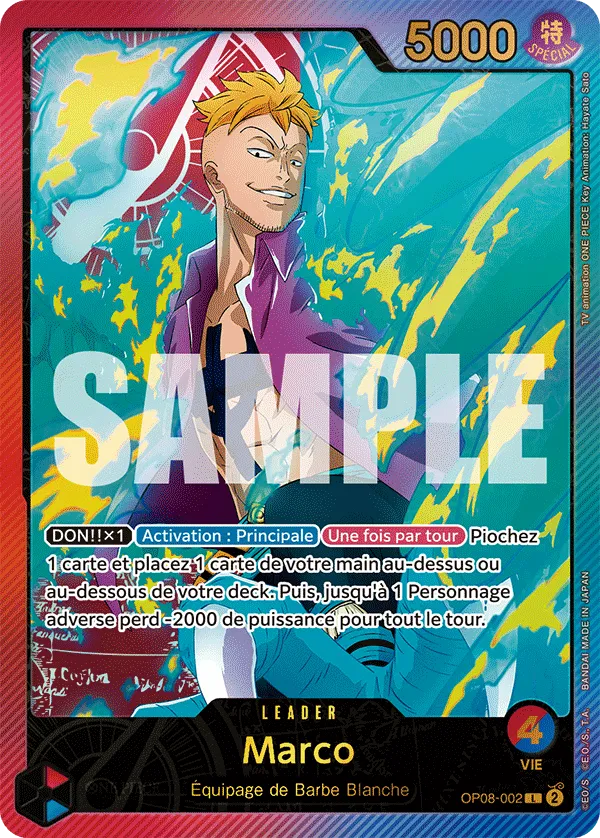 5000
特
SPÉCIAL
TV animation ONE PIECE Key Animation: Hayate Sato
SAMPLE
DON!!×1 Activation : Principale Une fois par tour Piochez
1 carte et placez 1 carte de votre main au-dessus ou
au-dessous de votre deck. Puis, jusqu'à 1 Personnage
adverse perd -2000 de puissance pour tout le tour.
©E.O/S ©E.O./S.,T.A. BANDAI MADE IN JAPAN
LEADER
4
VIE
Marco
Équipage de Barbe Blanche
OP08-002 L 2